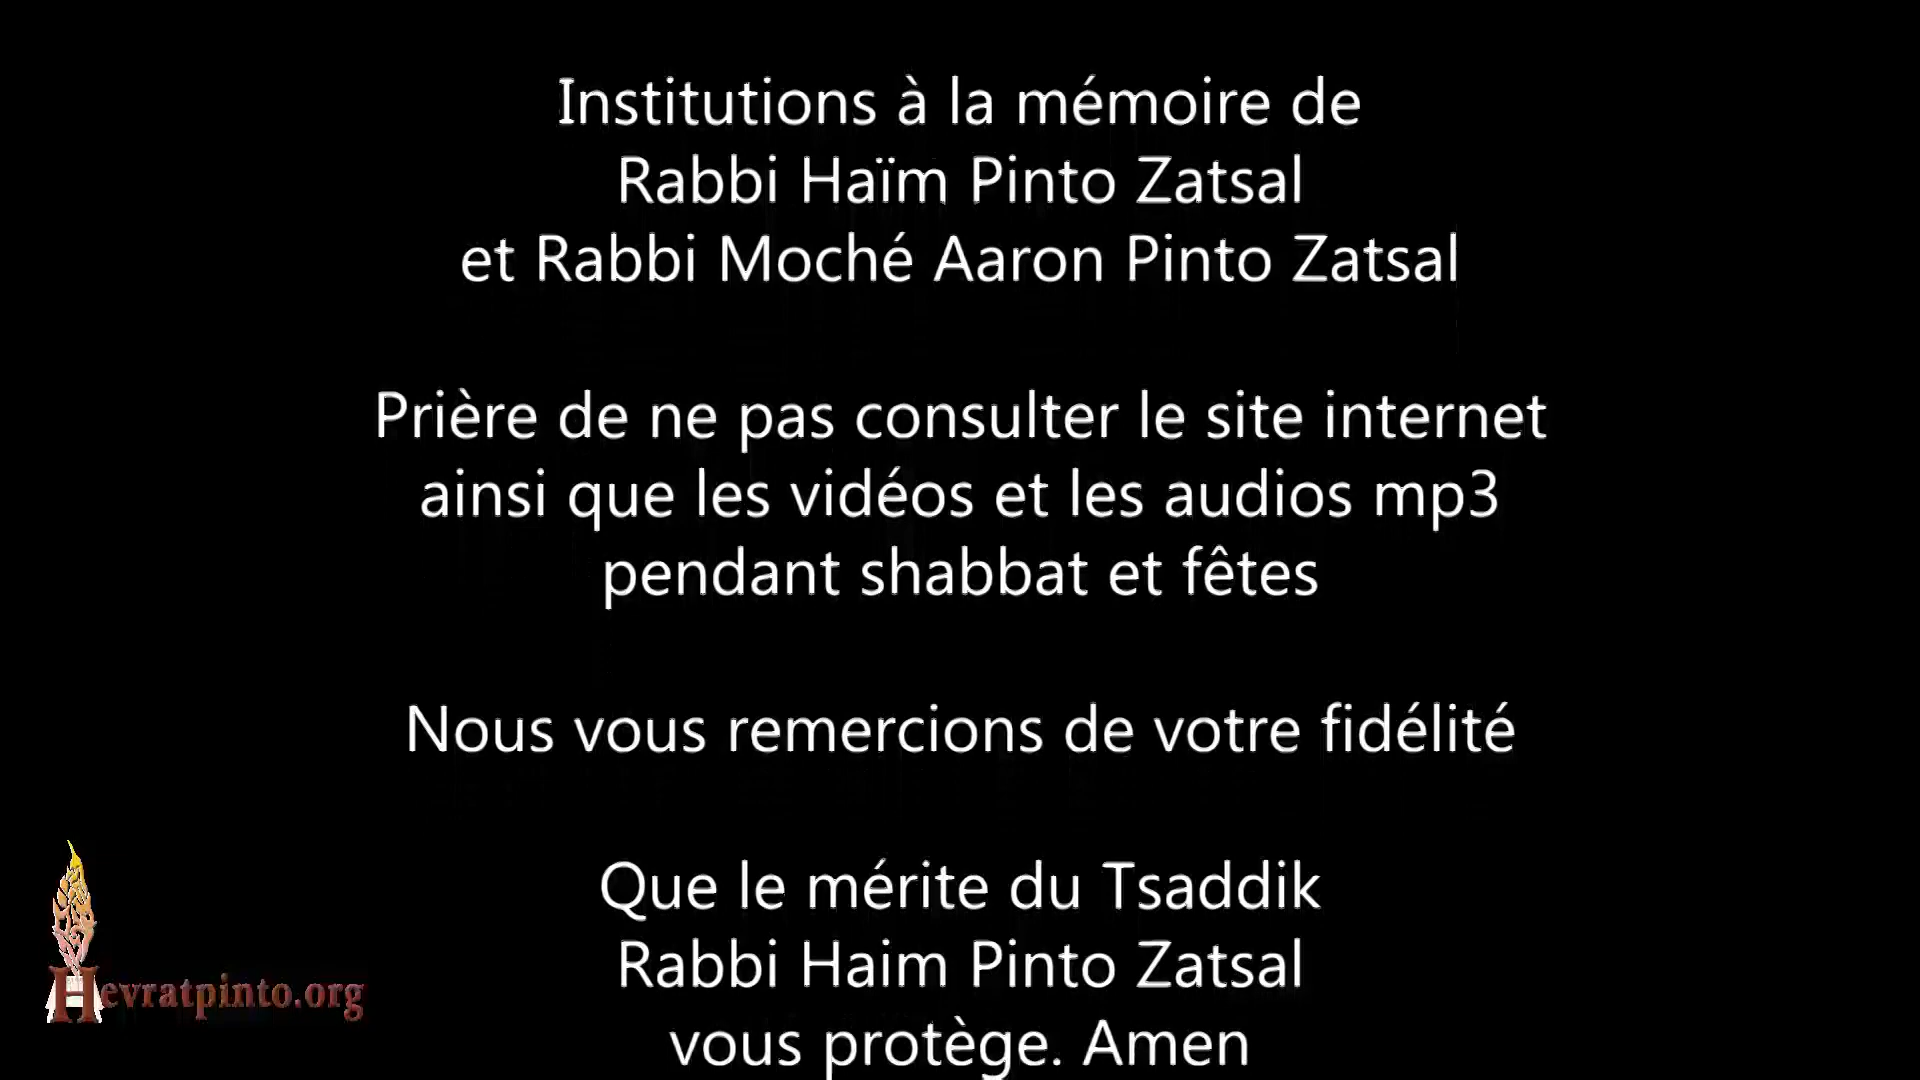 Institutions à la mémoire de
Rabbi Haïm Pinto Zatsal
et Rabbi Moché Aaron Pinto Zatsal
Prière de ne pas consulter le site internet
ainsi que les vidéos et les audios mp3
pendant shabbat et fêtes
Nous vous remercions de votre fidélité
Que le mérite du Tsaddik
Rabbi Haim Pinto Zatsal
vous protège. Amen
Hevratpinto.org